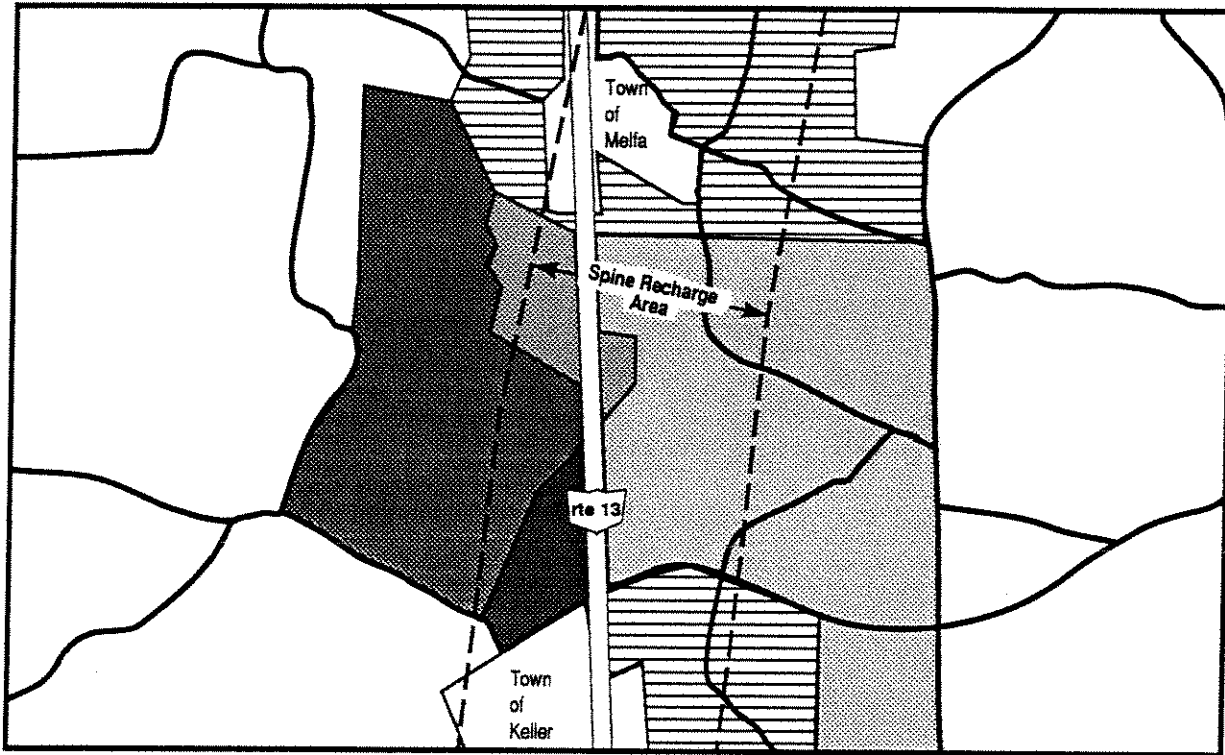 Town
of
Melfa
Spine Recharge
Area
rte 13
Town
of
Keller